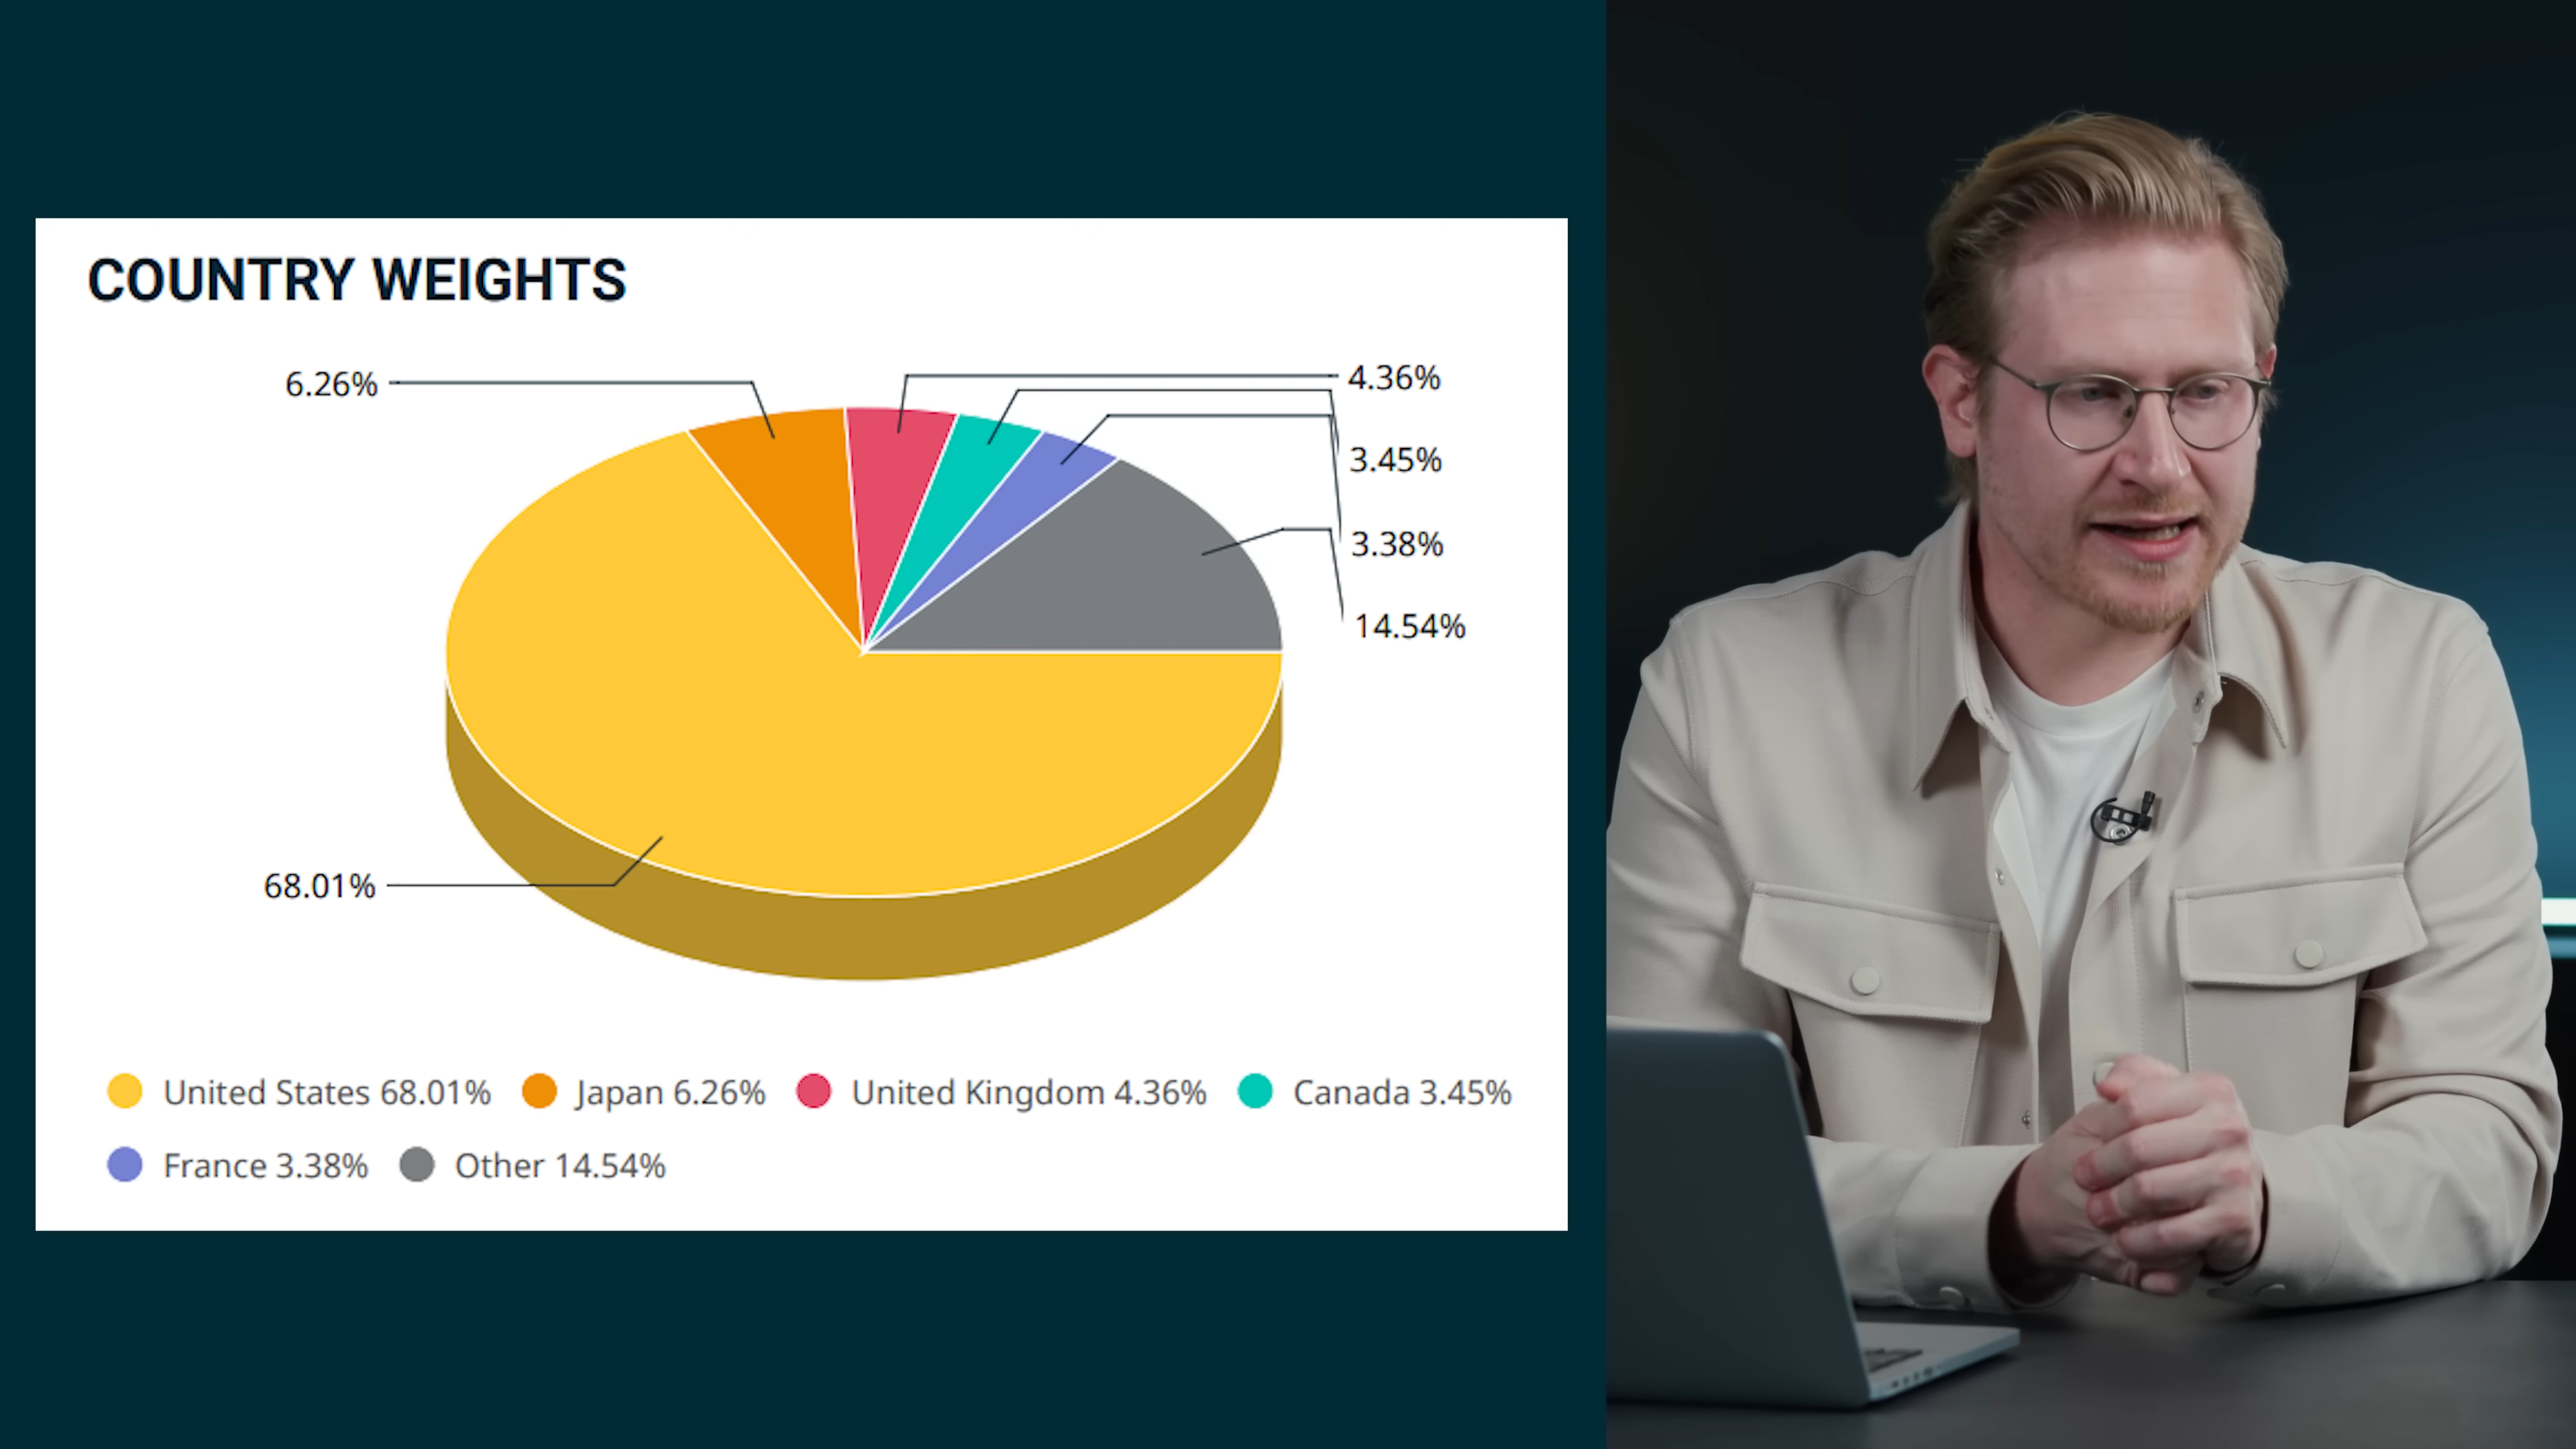 COUNTRY WEIGHTS
6.26%
4.36%
3.45%
3.38%
14.54%
68.01%
United States 68.01% Japan 6.26% United Kingdom 4.36% Canada 3.45%
France 3.38% Other 14.54%